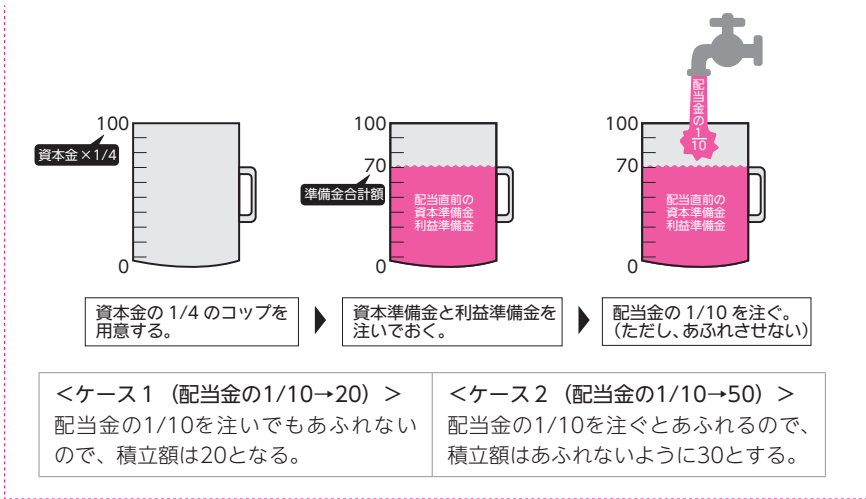 配当金の1/10
100
資本金×1/4
0
100
70
準備金合計額
配当直前の
資本準備金
利益準備金
0
100
70
配当直前の
資本準備金
利益準備金
0
資本金の 1/4 のコップを
用意する。
資本準備金と利益準備金を
注いでおく。
配当金の 1/10 を注ぐ。
（ただし、あふれさせない）
＜ケース１（配当金の1/10→20）＞
配当金の1/10を注いでもあふれない
ので、積立額は20となる。
＜ケース２（配当金の1/10→50）＞
配当金の1/10を注ぐとあふれるので、
積立額はあふれないように30とする。